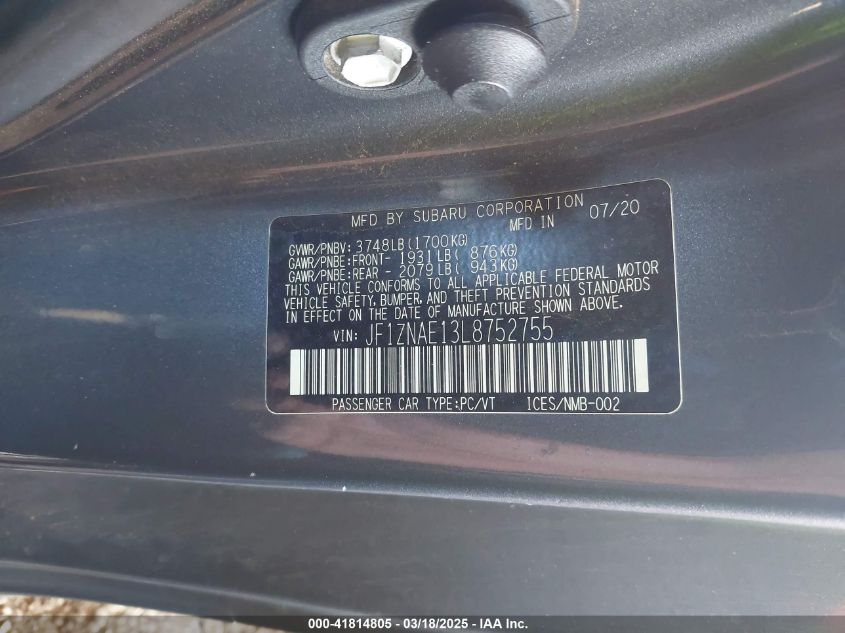 MFD BY SUBARU CORPORATION
MFD IN 07/20
GVWR/PNBV: 3748LB(1700KG)
GAWR/PNBE:FRONT- 1931LB( 876KG)
GAWR/PNBE:REAR - 2079LB( 943KG)
THIS VEHICLE CONFORMS TO ALL APPLICABLE FEDERAL MOTOR
VEHICLE SAFETY, BUMPER, AND THEFT PREVENTION STANDARDS
IN EFFECT ON THE DATE OF MANUFACTURE SHOWN ABOVE.
VIN: JF1ZNAE13L8752755
PASSENGER CAR TYPE:PC/VT ICES/NMB-002
000-41814805 - 03/18/2025 - IAA Inc.